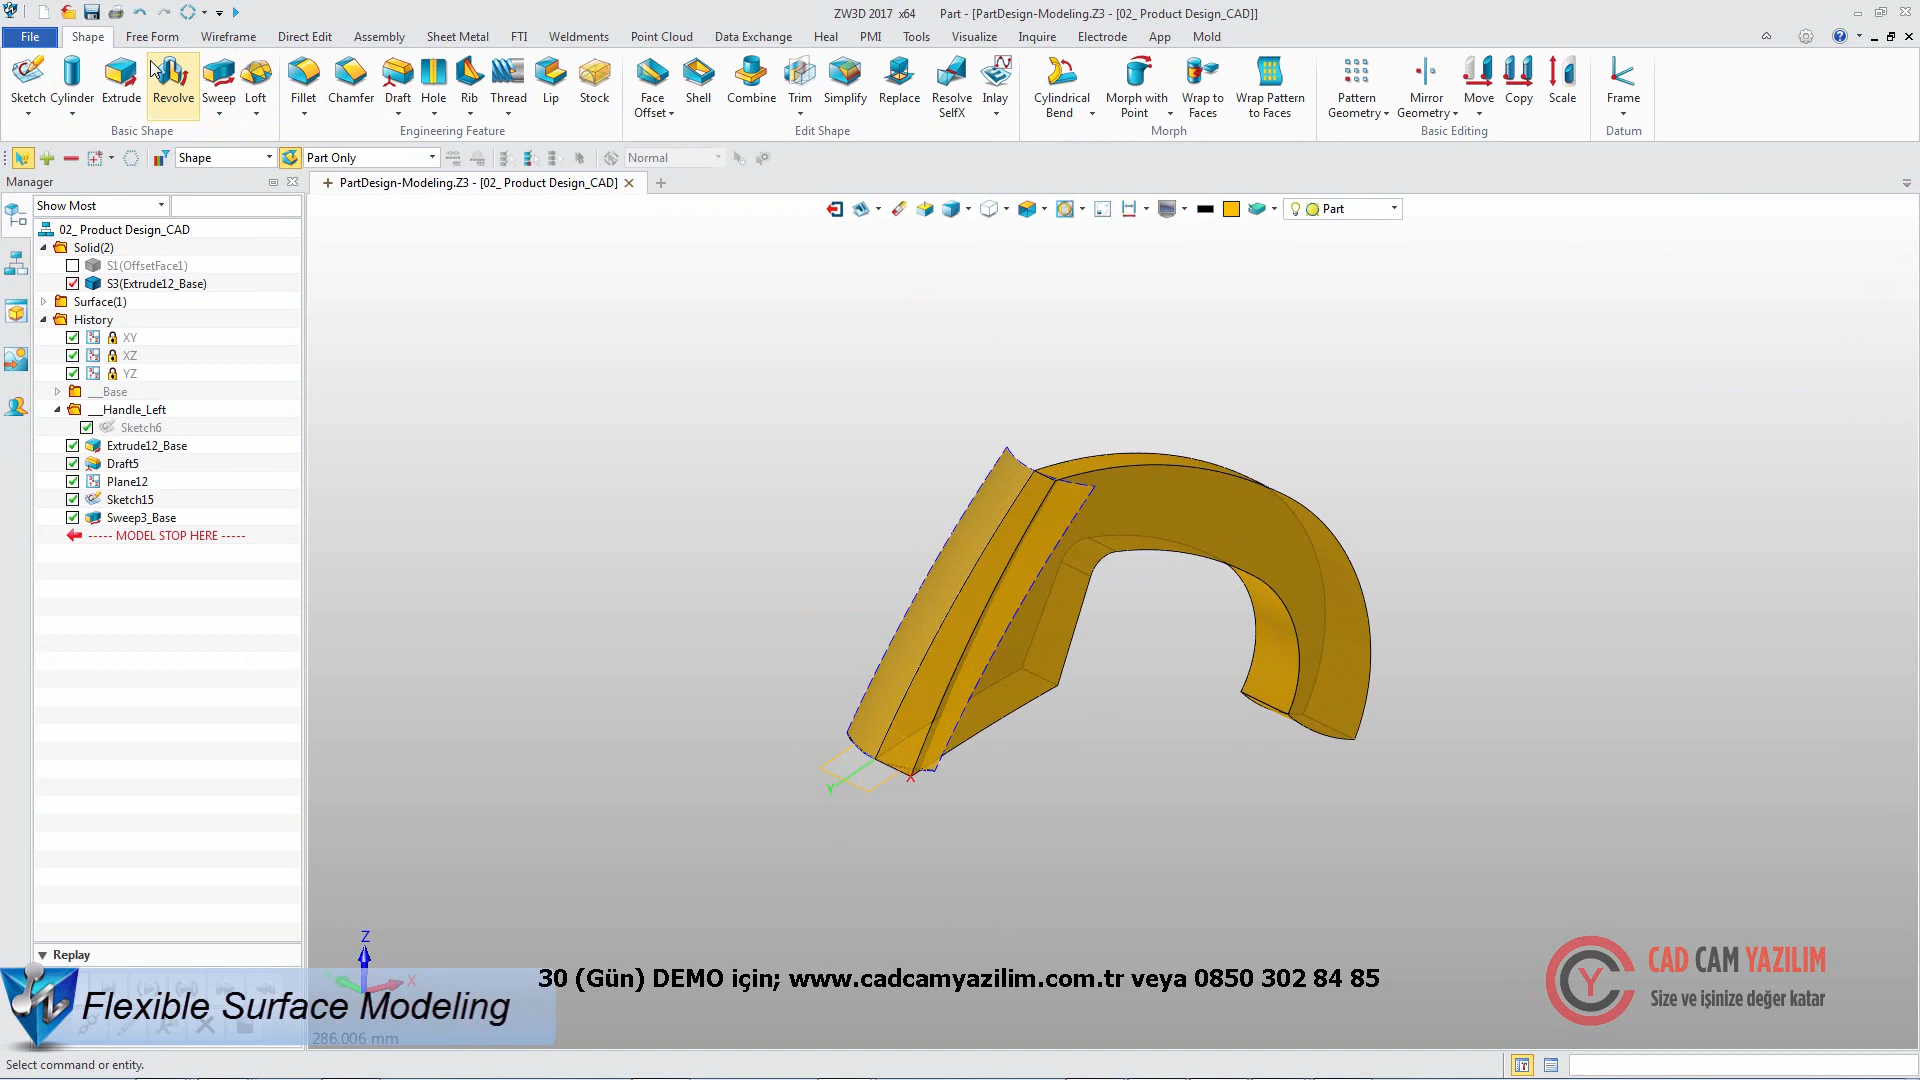 ZW3D 2017 x64 Part - [PartDesign-Modeling.Z3 - [02_ Product Design_CAD]]
File Shape Free Form Wireframe Direct Edit Assembly Sheet Metal FTI Weldments Point Cloud Data Exchange Heal PMI Tools Visualize Inquire Electrode App Mold
Sketch Cylinder Extrude Revolve Sweep Loft Fillet Chamfer Draft Hole Rib Thread Lip Stock Face Offset Shell Combine Trim Simplify Replace Resolve SelfX Inlay Cylindrical Bend Morph with Point Wrap to Faces Wrap Pattern to Faces Pattern Geometry Mirror Geometry Move Copy Scale Frame
Basic Shape Engineering Feature Edit Shape Morph Basic Editing Datum
Shape Part Only Normal
Manager
PartDesign-Modeling.Z3 - [02_ Product Design_CAD]
Show Most
Part
02_ Product Design_CAD
Solid(2)
S1(OffsetFace1)
S3(Extrude12_Base)
Surface(1)
History
XY
XZ
YZ
__Base
__Handle_Left
Sketch6
Extrude12_Base
Draft5
Plane12
Sketch15
Sweep3_Base
----- MODEL STOP HERE -----
Y X
Z
X
Replay
Flexible Surface Modeling
286.006 mm
30 (Gün) DEMO için; www.cadcamyazilim.com.tr veya 0850 302 84 85
CAD CAM YAZILIM
Size ve işinize değer katar
Select command or entity.